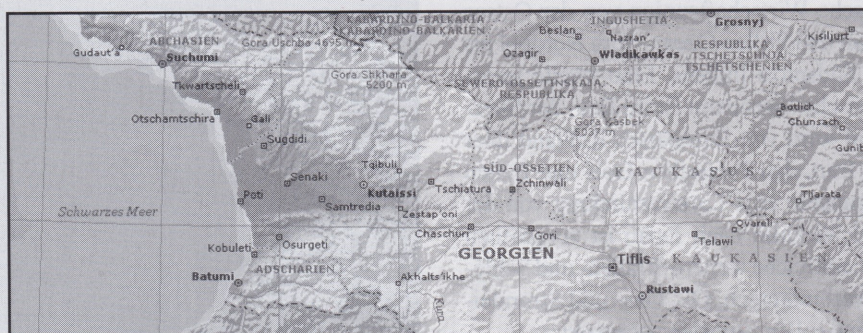 KABARDINO-BALKARIA
KABARDINO-BALKARIEN
Beslan
INGUSHETIA
Nazran'
Grosnyj
Kisiljurt
Gudaut'a
ABCHASIEN
Suchumi
Gora Uschba 4695 m
Ozagir
Wladikawkas
RESPUBLIKA
TSCHETSCHNJA
TSCHETSCHENIEN
Gora Shkhara
5200 m
SEWERO-OSSETINSKAJA
RESPUBLIKA
Tkwartscheli
Otschamtschira
Gali
Sugdidi
Gora Kasbek
5037 m
Botlich
Chunsach
Gunib
Tqibuli
SÜD-OSSETIEN
KAUKASUS
Senaki
Kutaissi
Tschiatura
Zchinwali
Tljarata
Schwarzes Meer
Poti
Samtredia
Zestap'oni
Chaschuri
Gori
Telawi
Qvareli
Kobuleti
Osurgeti
GEORGIEN
Tiflis
KAUKASIEN
Batumi
ADSCHARIEN
Akhalts'ikhe
Kura
Rustawi